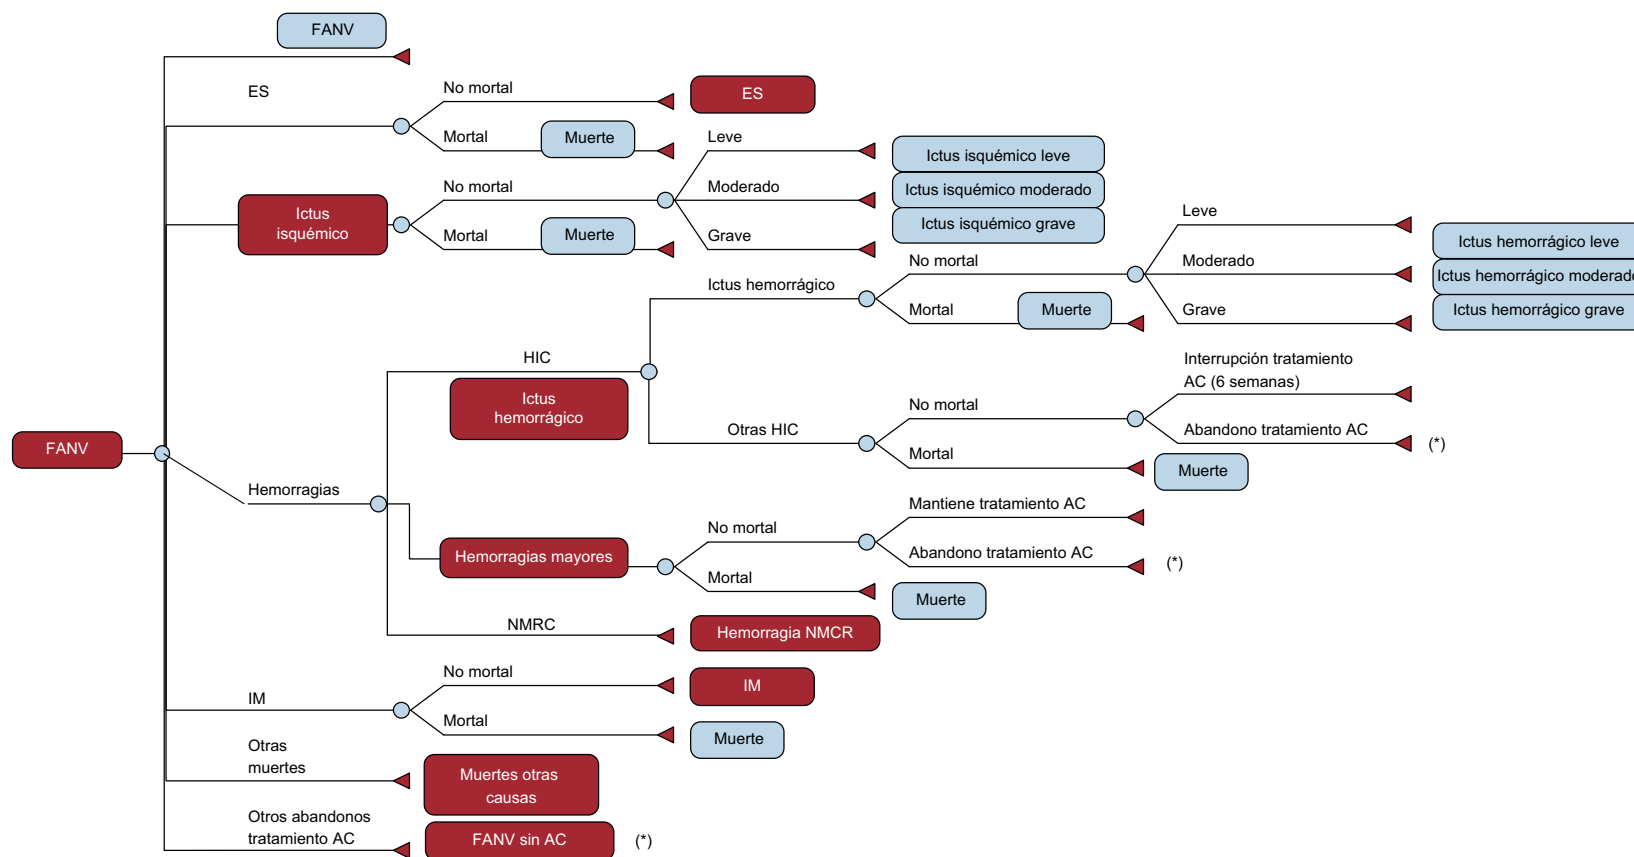 FANV
ES
No mortal
ES
Mortal
Muerte
Leve
Ictus isquémico leve
No mortal
Moderado
Ictus isquémico moderado
Ictus
isquémico
Mortal
Muerte
Grave
Ictus isquémico grave
Leve
Ictus hemorrágico leve
No mortal
Moderado
Ictus hemorrágico moderado
Ictus hemorrágico
Mortal
Muerte
Grave
Ictus hemorrágico grave
HIC
Ictus
hemorrágico
Interrupción tratamiento
AC (6 semanas)
No mortal
Otras HIC
Abandono tratamiento AC
(*)
Mortal
Muerte
FANV
Hemorragias
Mantiene tratamiento AC
No mortal
Hemorragias mayores
Abandono tratamiento AC
(*)
Mortal
Muerte
NMRC
Hemorragia NMCR
No mortal
IM
IM
Mortal
Muerte
Otras
muertes
Muertes otras
causas
Otros abandonos
tratamiento AC
FANV sin AC
(*)